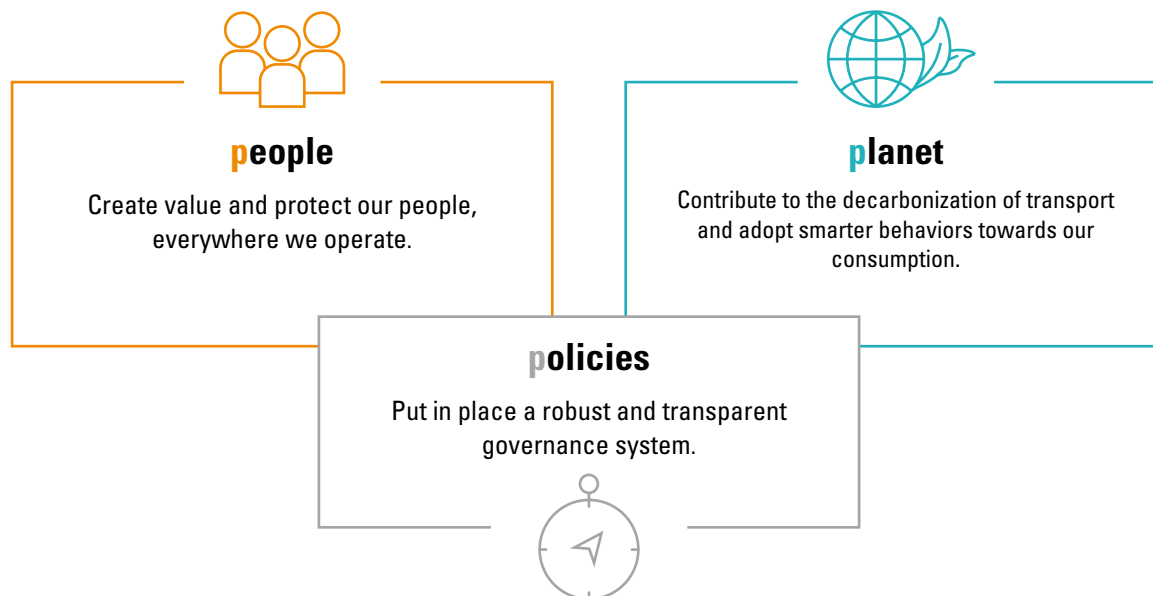 people
Create value and protect our people,
everywhere we operate.
planet
Contribute to the decarbonization of transport
and adopt smarter behaviors towards our
consumption.
policies
Put in place a robust and transparent
governance system.